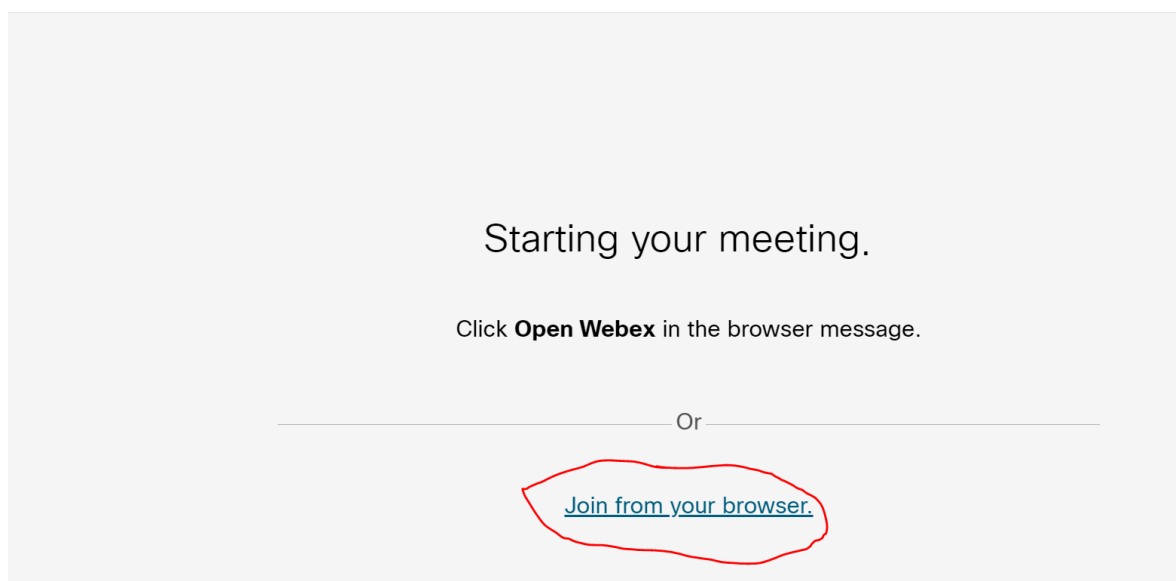 Starting your meeting.
Click Open Webex in the browser message.
Or
Join from your browser.